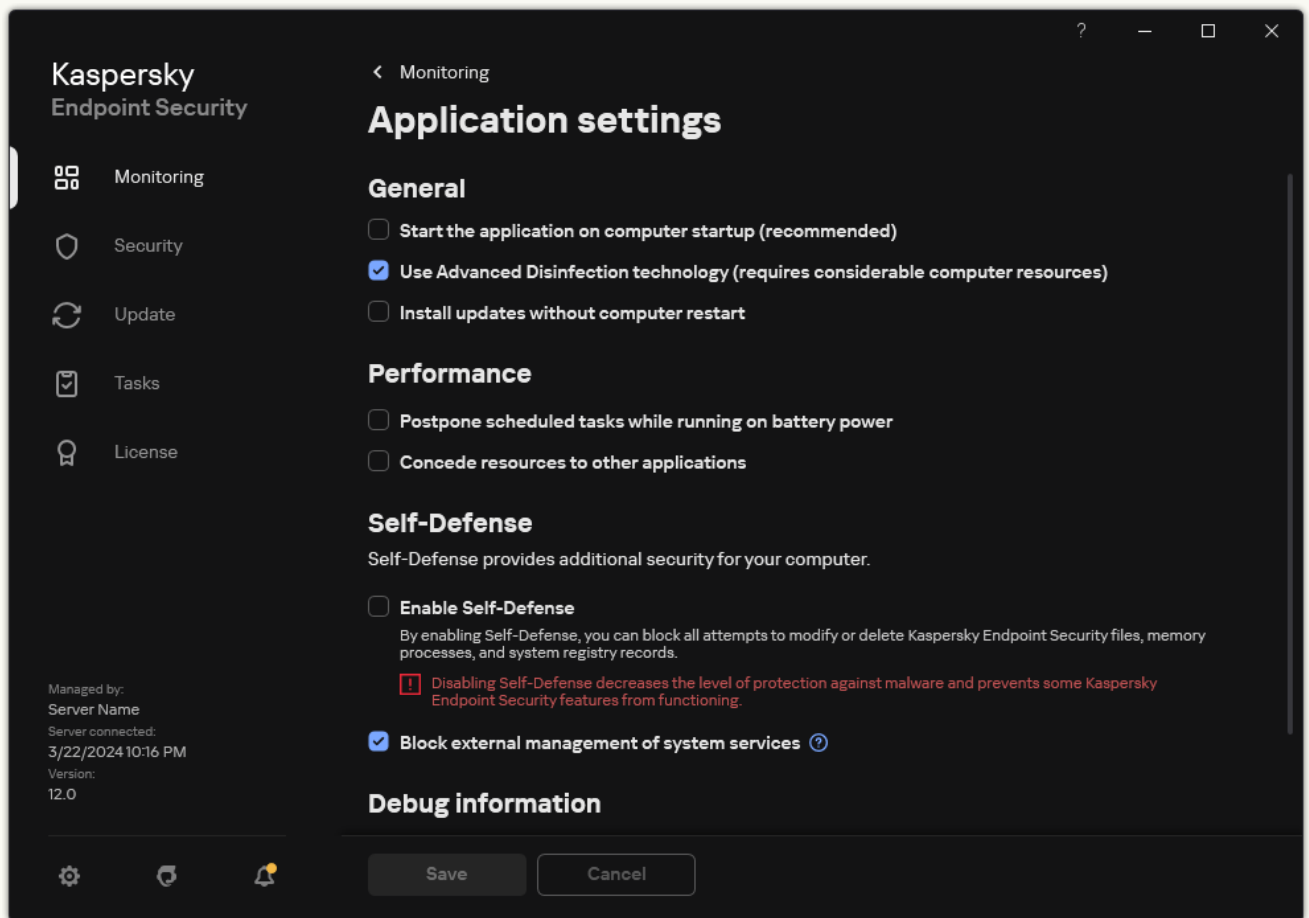 ?
Kaspersky
Endpoint Security
Monitoring
Security
Update
Tasks
License
Managed by:
Server Name
Server connected:
3/22/2024 10:16 PM
Version:
12.0
Monitoring
Application settings
General
Start the application on computer startup (recommended)
Use Advanced Disinfection technology (requires considerable computer resources)
Install updates without computer restart
Performance
Postpone scheduled tasks while running on battery power
Concede resources to other applications
Self-Defense
Self-Defense provides additional security for your computer.
Enable Self-Defense
By enabling Self-Defense, you can block all attempts to modify or delete Kaspersky Endpoint Security files, memory
processes, and system registry records.
! Disabling Self-Defense decreases the level of protection against malware and prevents some Kaspersky
Endpoint Security features from functioning.
Block external management of system services ?
Debug information
Save
Cancel